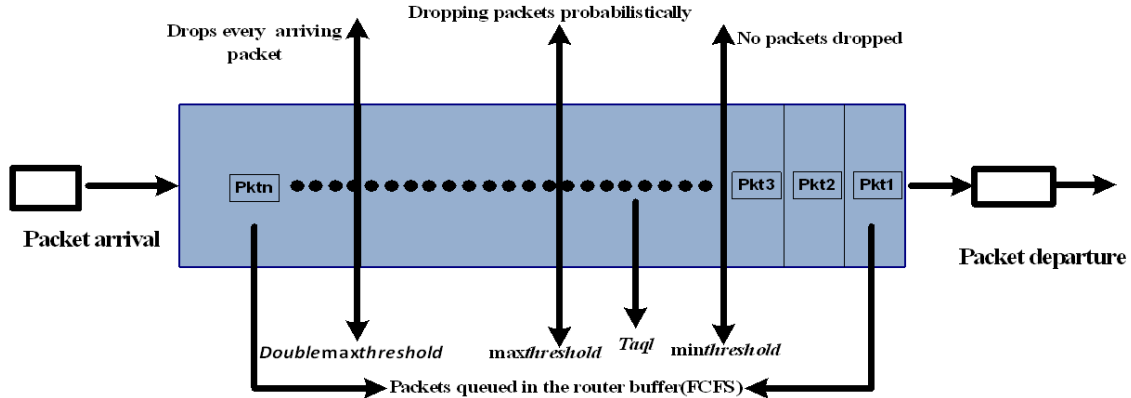 Dropping packets probabilistically
Drops every arriving
packet
No packets dropped
Pktn
Pkt3
Pkt2
Pkt1
Packet arrival
Packet departure
Doublemaxthreshold
maxthreshold
Taql
minthreshold
Packets queued in the router buffer(FCFS)